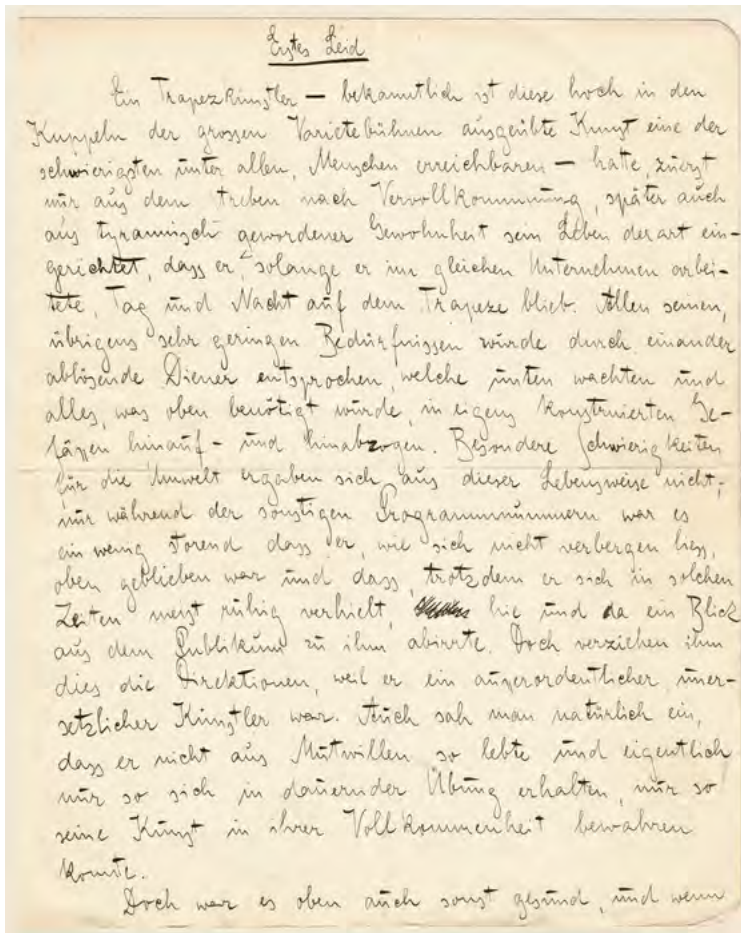 Erstes Leid
Ein Trapezkünstler — bekanntlich ist diese hoch in den
Kuppeln der grossen Varietebühnen ausgeübte Kunst eine der
schwierigsten unter allen, Menschen erreichbaren — hatte, zuerst
nur aus dem treben nach Vervollkommnung, später auch
aus tyrannisch gewordener Gewohnheit sein Leben derart ein-
gerichtet, dass er, solange er im gleichen Unternehmen arbei-
tete, Tag und Nacht auf dem Trapeze blieb. Allen seinen,
übrigens sehr geringen Bedürfnissen wurde durch einander
ablösende Diener entsprochen, welche unten wachten und
alles, was oben benötigt wurde, in eigens konstruierten Ge-
fässen hinauf- und hinabzogen. Besondere Schwierigkeiten
für die Umwelt ergaben sich aus dieser Lebensweise nicht;
nur während der sonstigen Programmnummern war es
ein wenig störend dass er, wie sich nicht verbergen liess,
oben geblieben war und dass, trotzdem er sich in solchen
Zeiten meist ruhig verhielt, hie und da ein Blick
aus dem Publikum zu ihm abirrte. Doch verziehen ihm
dies die Direktionen, weil er ein ausserordentlicher, uner-
setzlicher Künstler war. Auch sah man natürlich ein,
dass er nicht aus Mutwillen so lebte und eigentlich
nur so sich in dauernder Übung erhalten, nur so
seine Kunst in ihrer Vollkommenheit bewahren
konnte.
Doch war es oben auch sonst gesund, und wenn